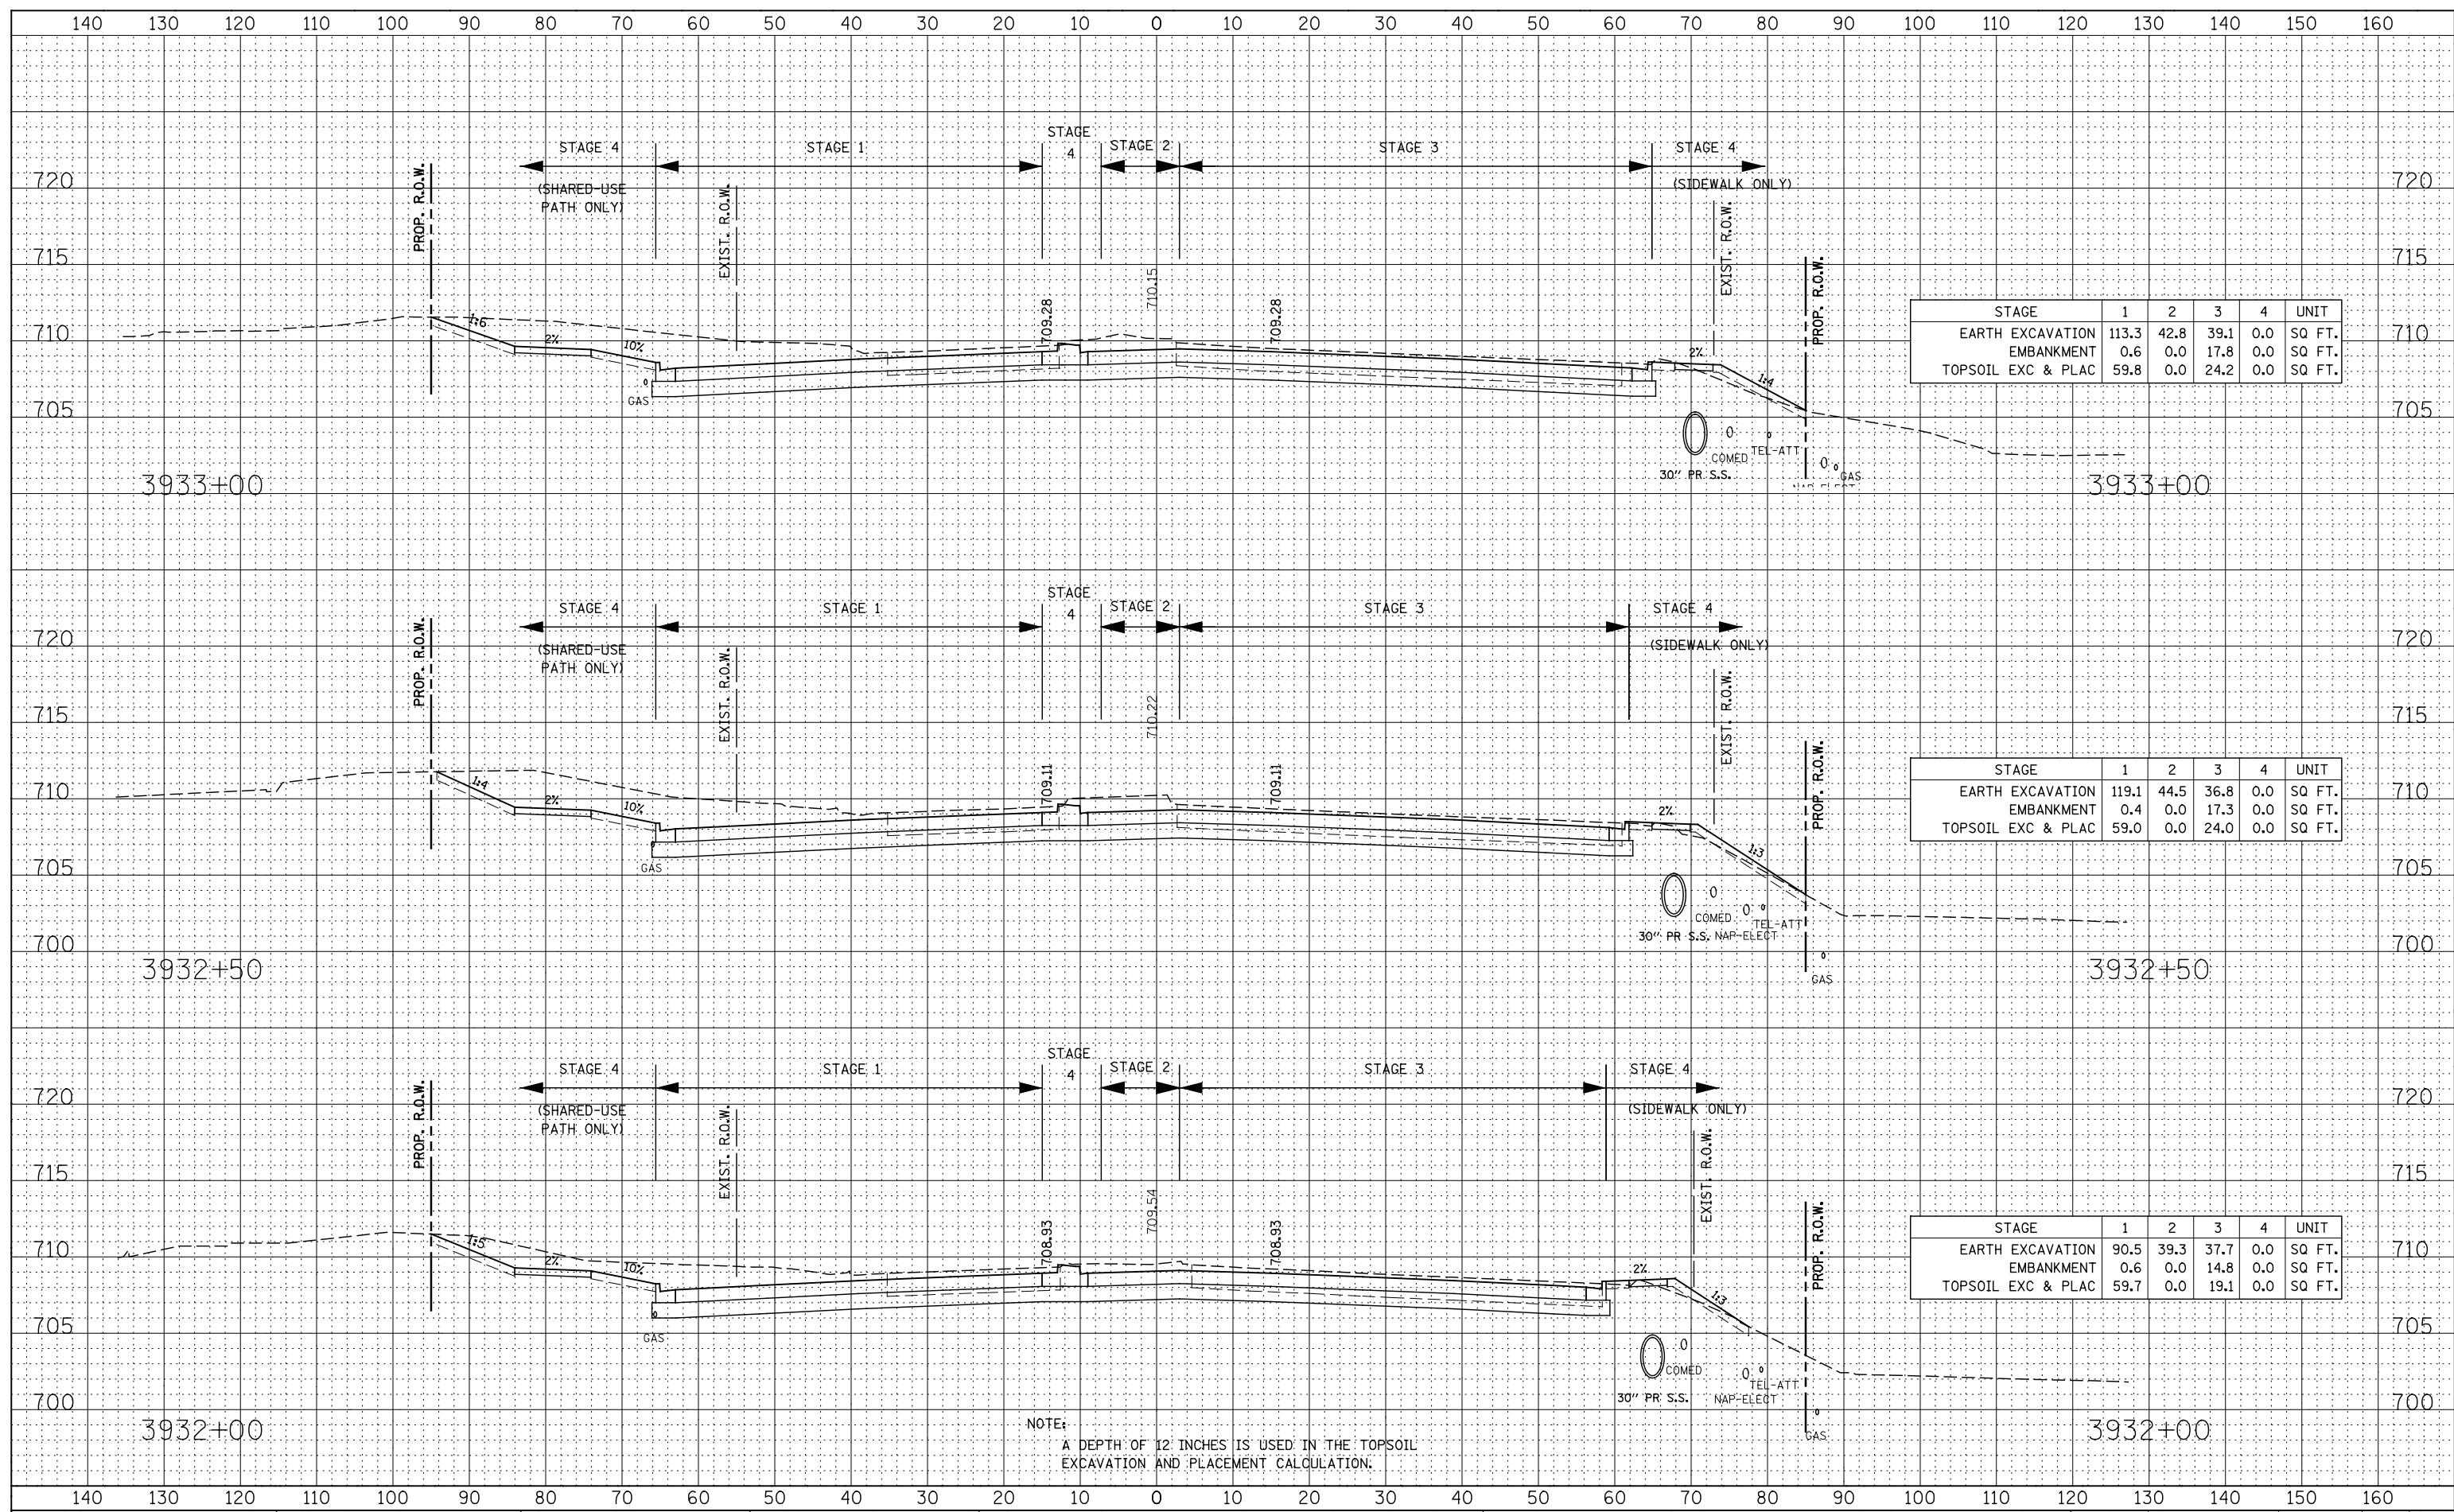 140 130 120 110 100 90 80 70 60 50 40 30 20 10 0 10 20 30 40 50 60 70 80 90 100 110 120 130 140 150 160
STAGE 4
(SHARED-USE
PATH ONLY)
STAGE 1
STAGE
4
STAGE 2
STAGE 3
STAGE 4
(SIDEWALK ONLY)
PROP. R.O.W.
EXIST. R.O.W.
EXIST. R.O.W.
PROP. R.O.W.
720 720
715 715
710 710
705 705
709.28
710.15
709.28
1:6
2%
10%
2%
1:4
GAS
COMED
TEL-ATT
30" PR S.S.
GAS
3933+00 3933+00
STAGE 1 2 3 4 UNIT
EARTH EXCAVATION 113.3 42.8 39.1 0.0 SQ FT.
EMBANKMENT 0.6 0.0 17.8 0.0 SQ FT.
TOPSOIL EXC & PLAC 59.8 0.0 24.2 0.0 SQ FT.
STAGE 4
(SHARED-USE
PATH ONLY)
STAGE 1
STAGE
4
STAGE 2
STAGE 3
STAGE 4
(SIDEWALK ONLY)
PROP. R.O.W.
EXIST. R.O.W.
EXIST. R.O.W.
PROP. R.O.W.
720 720
715 715
710 710
705 705
700 700
709.11
710.22
709.11
1:4
2%
10%
2%
1:3
GAS
COMED
TEL-ATT
30" PR S.S. NAP-ELECT
GAS
3932+50 3932+50
STAGE 1 2 3 4 UNIT
EARTH EXCAVATION 119.1 44.5 36.8 0.0 SQ FT.
EMBANKMENT 0.4 0.0 17.3 0.0 SQ FT.
TOPSOIL EXC & PLAC 59.0 0.0 24.0 0.0 SQ FT.
STAGE 4
(SHARED-USE
PATH ONLY)
STAGE 1
STAGE
4
STAGE 2
STAGE 3
STAGE 4
(SIDEWALK ONLY)
PROP. R.O.W.
EXIST. R.O.W.
EXIST. R.O.W.
PROP. R.O.W.
720 720
715 715
710 710
705 705
700 700
708.93
709.54
708.93
1:5
2%
10%
2%
1:3
GAS
COMED
TEL-ATT
30" PR S.S. NAP-ELECT
GAS
3932+00 3932+00
STAGE 1 2 3 4 UNIT
EARTH EXCAVATION 90.5 39.3 37.7 0.0 SQ FT.
EMBANKMENT 0.6 0.0 14.8 0.0 SQ FT.
TOPSOIL EXC & PLAC 59.7 0.0 19.1 0.0 SQ FT.
NOTE:
A DEPTH OF 12 INCHES IS USED IN THE TOPSOIL
EXCAVATION AND PLACEMENT CALCULATION.
140 130 120 110 100 90 80 70 60 50 40 30 20 10 0 10 20 30 40 50 60 70 80 90 100 110 120 130 140 150 160